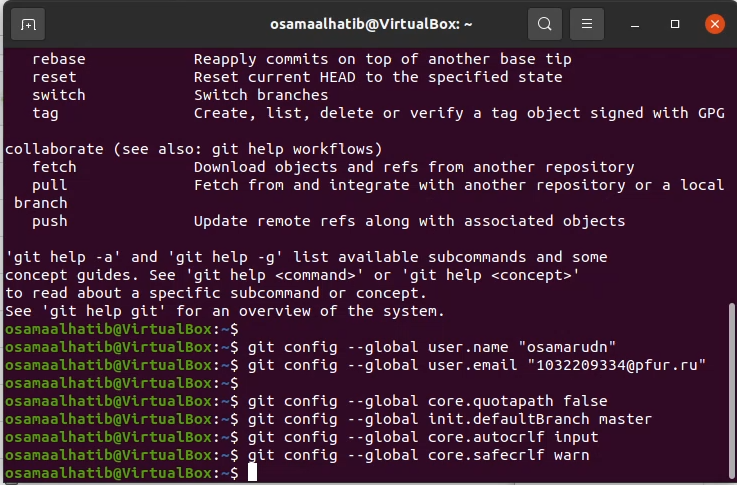 osamaalhatib@VirtualBox: ~
rebase Reapply commits on top of another base tip
reset Reset current HEAD to the specified state
switch Switch branches
tag Create, list, delete or verify a tag object signed with GPG
collaborate (see also: git help workflows)
fetch Download objects and refs from another repository
pull Fetch from and integrate with another repository or a local
branch
push Update remote refs along with associated objects
'git help -a' and 'git help -g' list available subcommands and some
concept guides. See 'git help <command>' or 'git help <concept>'
to read about a specific subcommand or concept.
See 'git help git' for an overview of the system.
osamaalhatib@VirtualBox:~$
osamaalhatib@VirtualBox:~$ git config --global user.name "osamarudn"
osamaalhatib@VirtualBox:~$ git config --global user.email "1032209334@pfur.ru"
osamaalhatib@VirtualBox:~$
osamaalhatib@VirtualBox:~$ git config --global core.quotapath false
osamaalhatib@VirtualBox:~$ git config --global init.defaultBranch master
osamaalhatib@VirtualBox:~$ git config --global core.autocrlf input
osamaalhatib@VirtualBox:~$ git config --global core.safecrlf warn
osamaalhatib@VirtualBox:~$